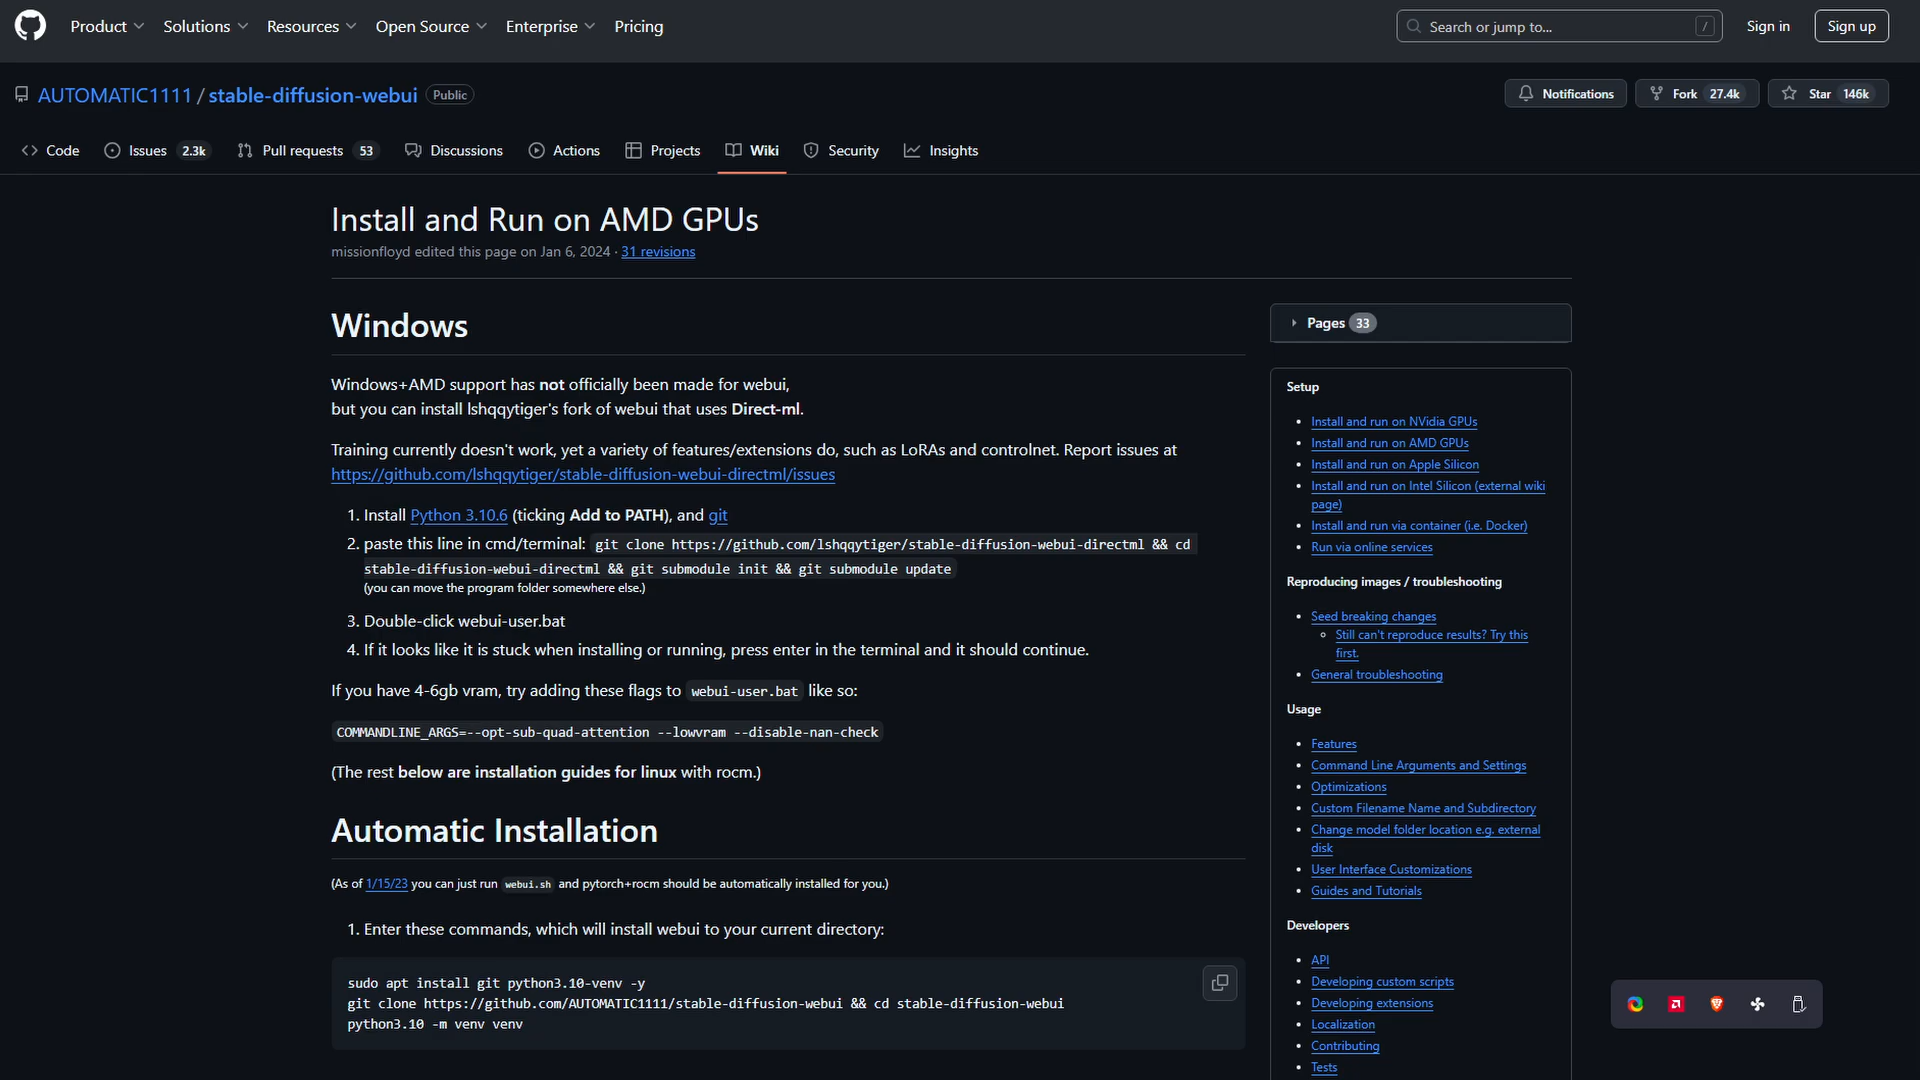 Product Solutions Resources Open Source Enterprise Pricing
Search or jump to... /
Sign in
Sign up
AUTOMATIC1111 / stable-diffusion-webui Public
Notifications
Fork 27.4k
Star 146k
Code
Issues 2.3k
Pull requests 53
Discussions
Actions
Projects
Wiki
Security
Insights
Install and Run on AMD GPUs
missionfloyd edited this page on Jan 6, 2024 · 31 revisions
Windows
Windows+AMD support has not officially been made for webui,
but you can install lshqqytiger's fork of webui that uses Direct-ml.
Training currently doesn't work, yet a variety of features/extensions do, such as LoRAs and controlnet. Report issues at
https://github.com/lshqqytiger/stable-diffusion-webui-directml/issues
1. Install Python 3.10.6 (ticking Add to PATH), and git
2. paste this line in cmd/terminal: git clone https://github.com/lshqqytiger/stable-diffusion-webui-directml && cd
stable-diffusion-webui-directml && git submodule init && git submodule update
(you can move the program folder somewhere else.)
3. Double-click webui-user.bat
4. If it looks like it is stuck when installing or running, press enter in the terminal and it should continue.
If you have 4-6gb vram, try adding these flags to webui-user.bat like so:
COMMANDLINE_ARGS=--opt-sub-quad-attention --lowvram --disable-nan-check
(The rest below are installation guides for linux with rocm.)
Automatic Installation
(As of 1/15/23 you can just run webui.sh and pytorch+rocm should be automatically installed for you.)
1. Enter these commands, which will install webui to your current directory:
sudo apt install git python3.10-venv -y
git clone https://github.com/AUTOMATIC1111/stable-diffusion-webui && cd stable-diffusion-webui
python3.10 -m venv venv
Pages 33
Setup
Install and run on NVidia GPUs
Install and run on AMD GPUs
Install and run on Apple Silicon
Install and run on Intel Silicon (external wiki
page)
Install and run via container (i.e. Docker)
Run via online services
Reproducing images / troubleshooting
Seed breaking changes
Still can't reproduce results? Try this
first.
General troubleshooting
Usage
Features
Command Line Arguments and Settings
Optimizations
Custom Filename Name and Subdirectory
Change model folder location e.g. external
disk
User Interface Customizations
Guides and Tutorials
Developers
API
Developing custom scripts
Developing extensions
Localization
Contributing
Tests